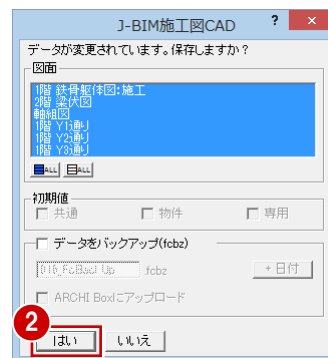 J-BIM施工図CAD ? ×
データが変更されています。保存しますか?
図面
1階 鉄骨躯体図:施工
2階 梁伏図
軸組図
1階 Y1通り
1階 Y2通り
1階 Y3通り
ALL ALL
初期値
共通 物件 専用
データをバックアップ(fcbz)
.fcbz +日付
ARCHI Boxにアップロード
2
はい いいえ